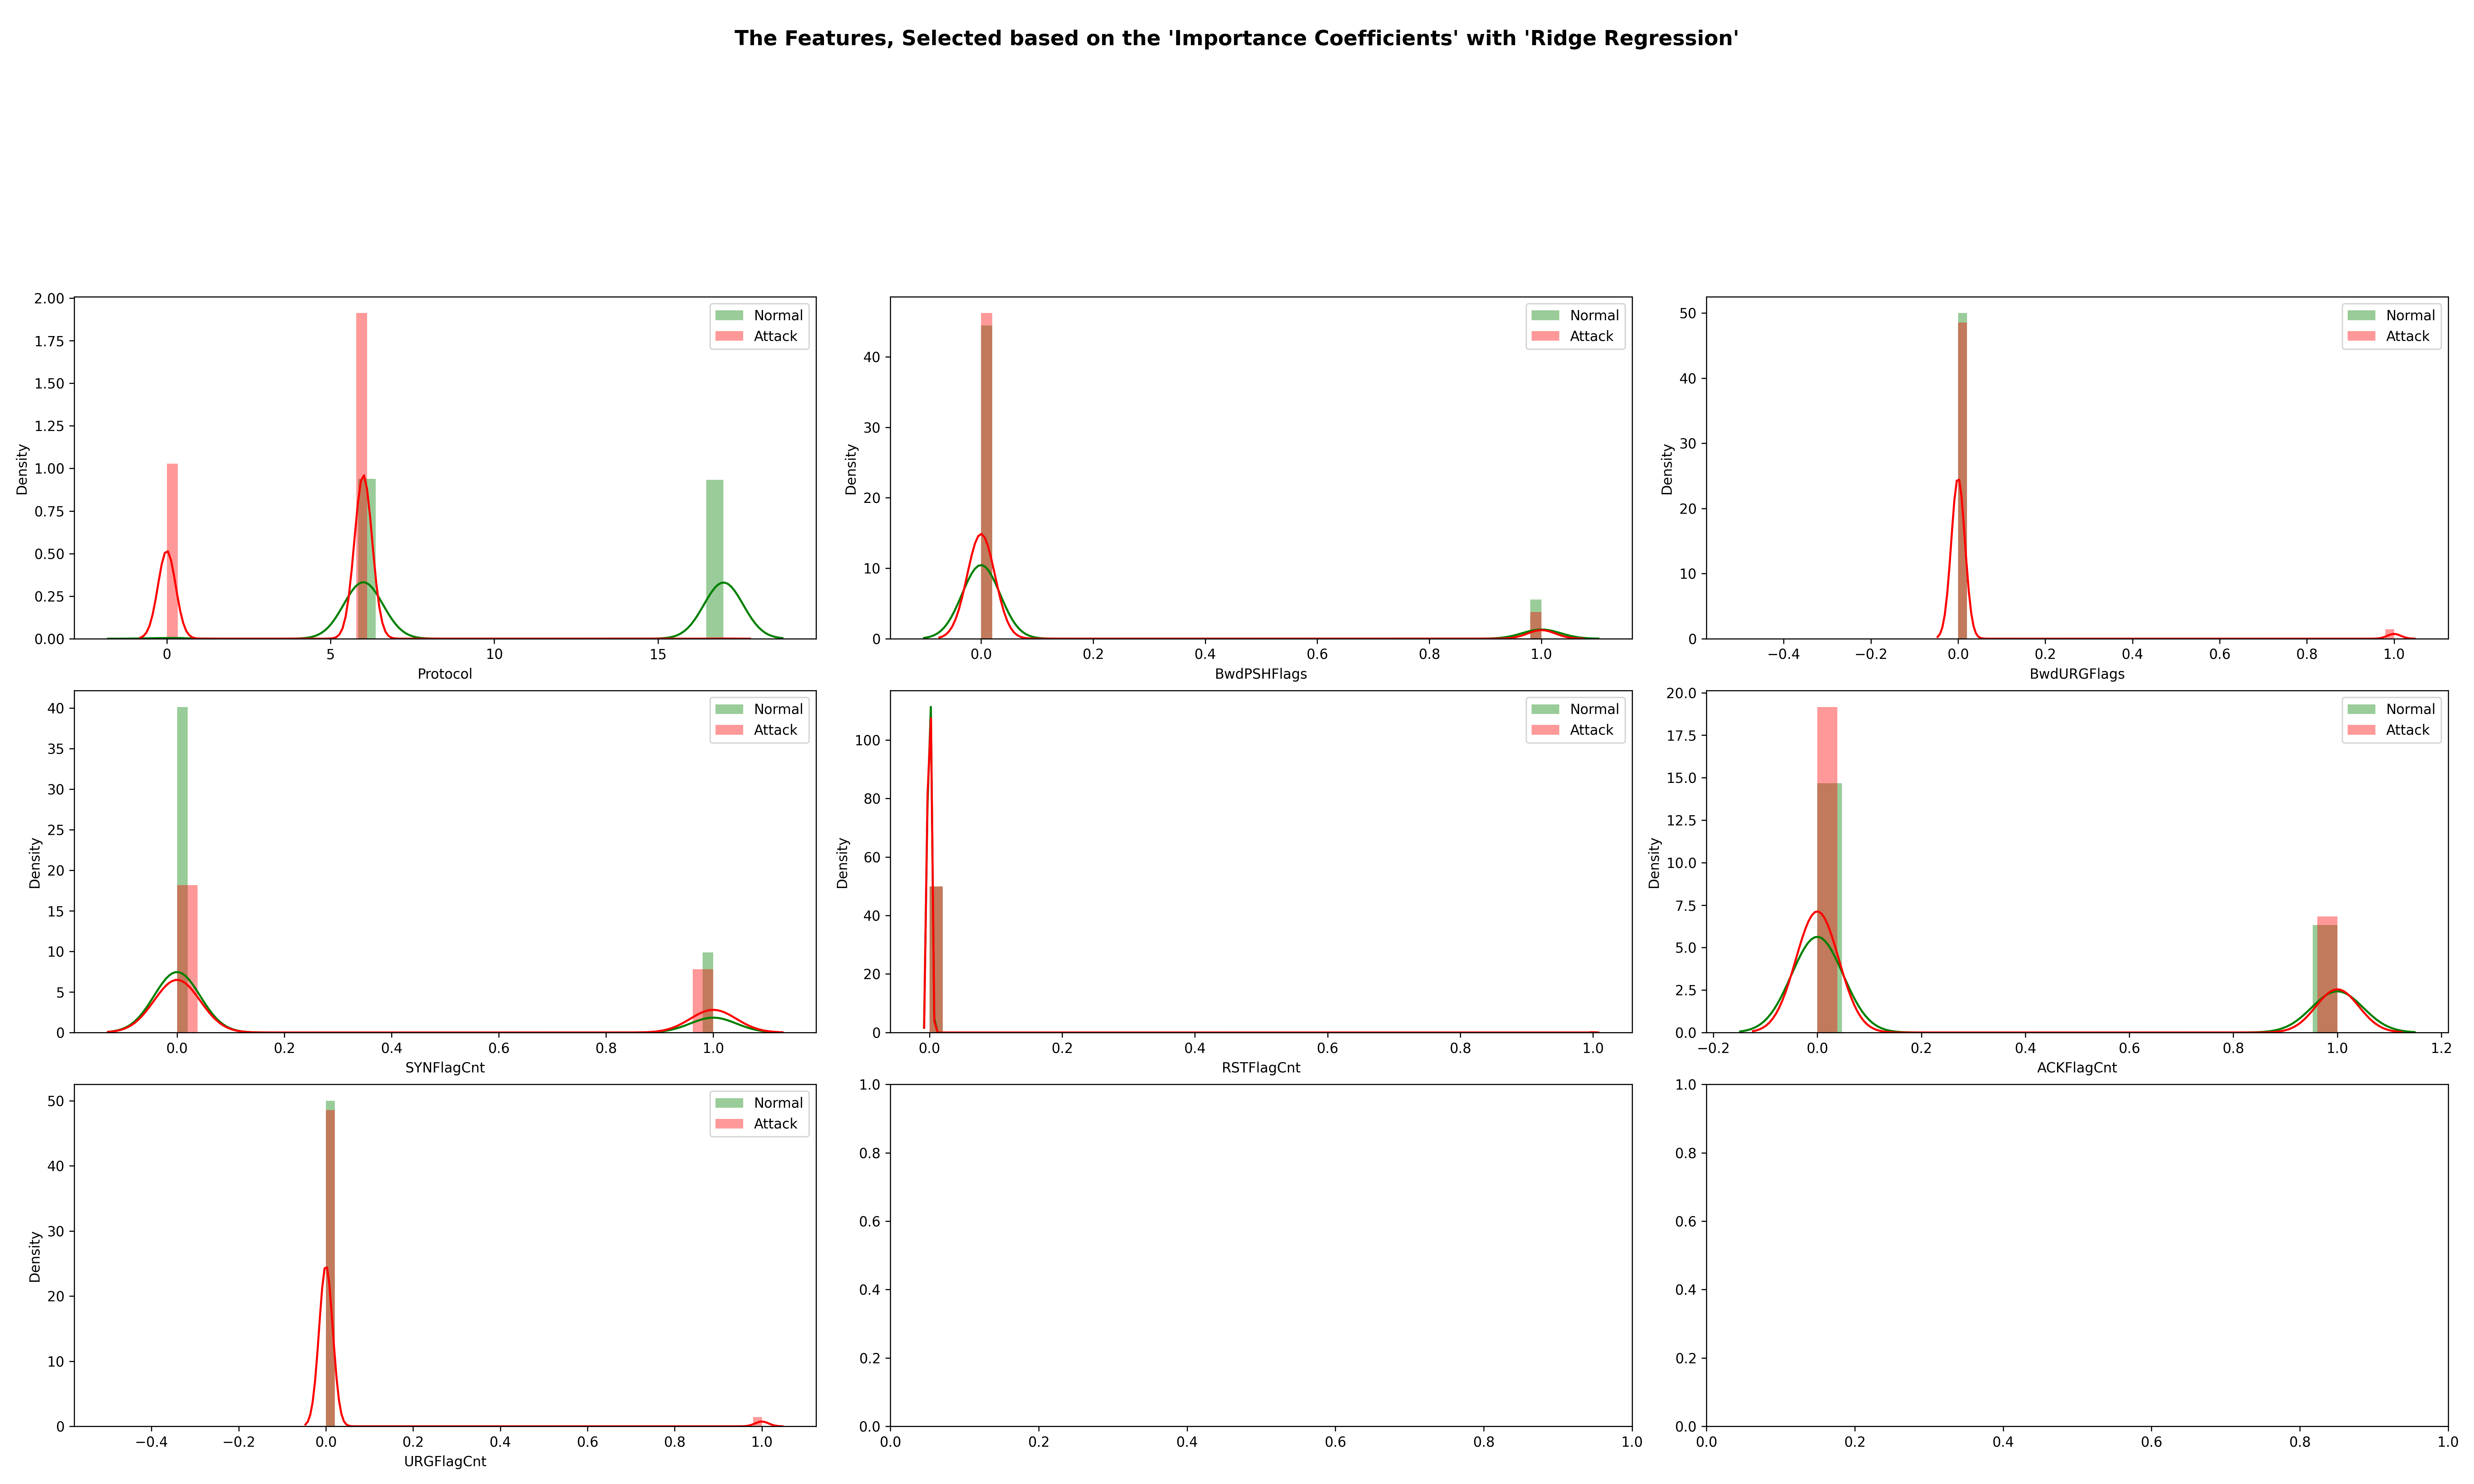 The Features, Selected based on the 'Importance Coefficients' with 'Ridge Regression'
Density
2.00
1.75
1.50
1.25
1.00
0.75
0.50
0.25
0.00
0 5 10 15
Protocol
Normal
Attack
Density
40
30
20
10
0
0.0 0.2 0.4 0.6 0.8 1.0
BwdPSHFlags
Normal
Attack
Density
50
40
30
20
10
0
−0.4 −0.2 0.0 0.2 0.4 0.6 0.8 1.0
BwdURGFlags
Normal
Attack
Density
40
35
30
25
20
15
10
5
0
0.0 0.2 0.4 0.6 0.8 1.0
SYNFlagCnt
Normal
Attack
Density
100
80
60
40
20
0
0.0 0.2 0.4 0.6 0.8 1.0
RSTFlagCnt
Normal
Attack
Density
20.0
17.5
15.0
12.5
10.0
7.5
5.0
2.5
0.0
−0.2 0.0 0.2 0.4 0.6 0.8 1.0 1.2
ACKFlagCnt
Normal
Attack
Density
50
40
30
20
10
0
−0.4 −0.2 0.0 0.2 0.4 0.6 0.8 1.0
URGFlagCnt
Normal
Attack
1.0
0.8
0.6
0.4
0.2
0.0
0.0 0.2 0.4 0.6 0.8 1.0
1.0
0.8
0.6
0.4
0.2
0.0
0.0 0.2 0.4 0.6 0.8 1.0